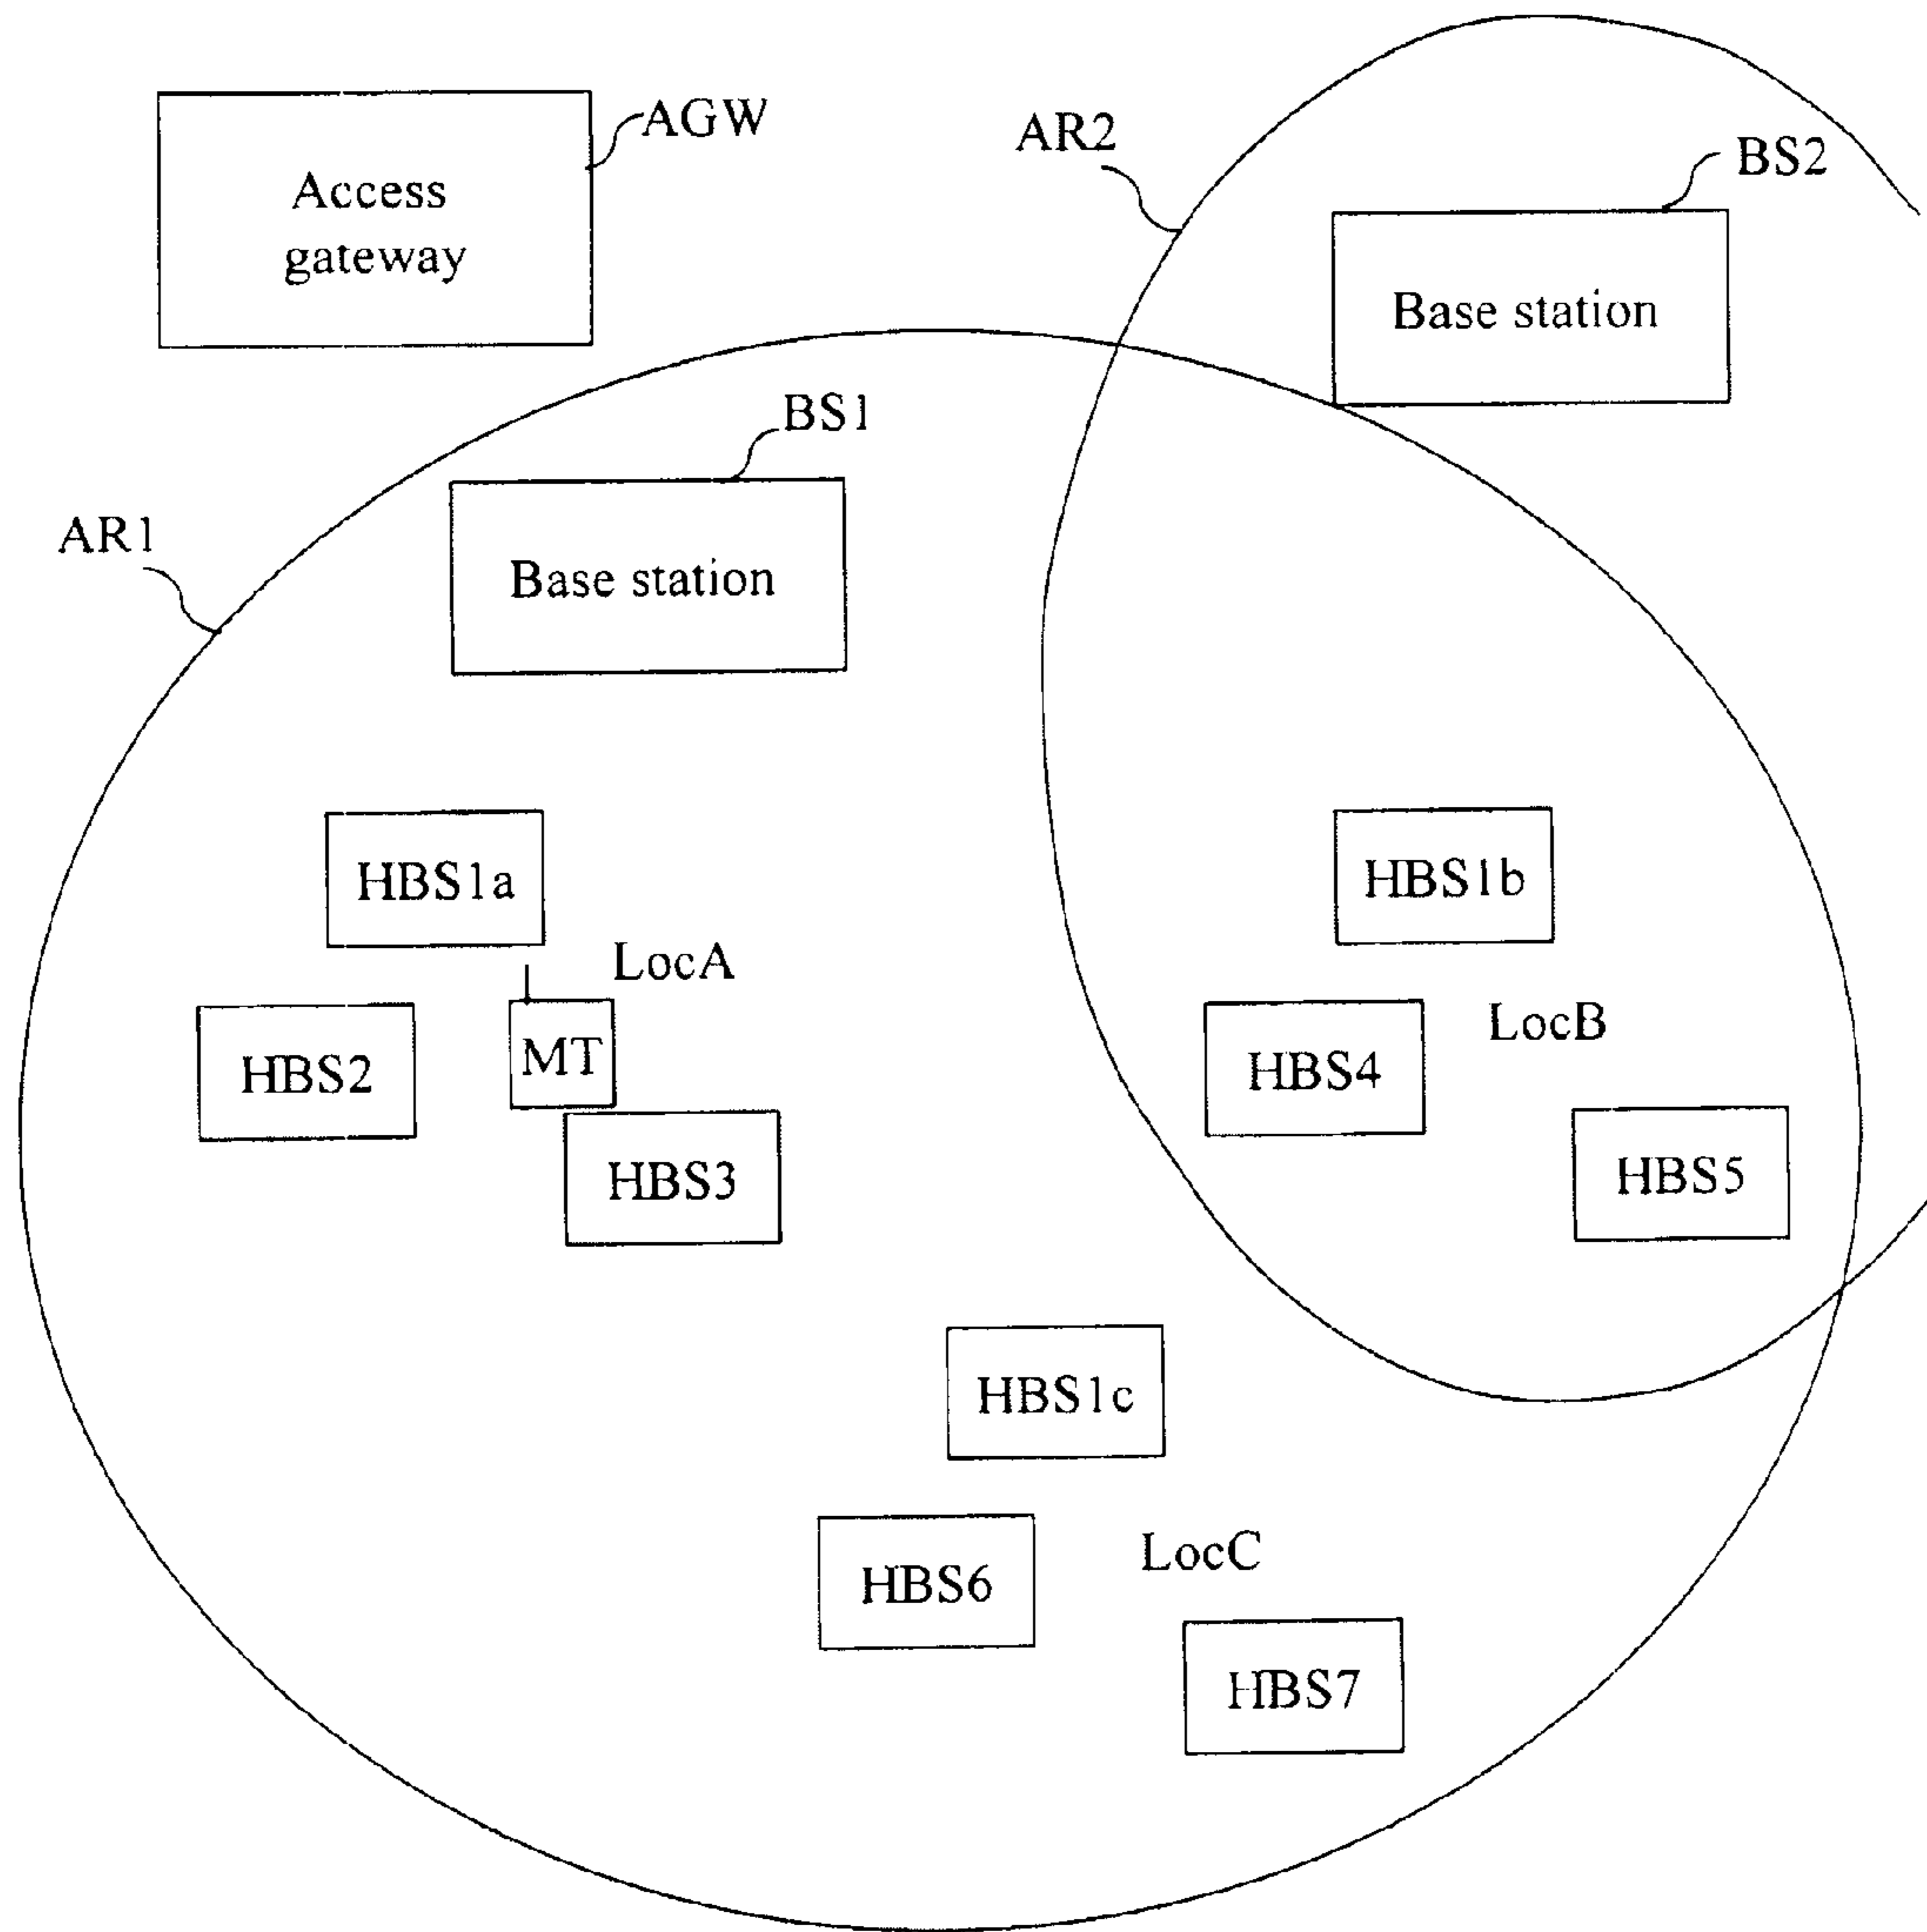 AGW
Access
gateway
AR2
BS2
Base station
BS1
AR1
Base station
HBS1a
HBS1b
LocA
HBS2
MT
HBS4
LocB
HBS3
HBS5
HBS1c
HBS6
LocC
HBS7